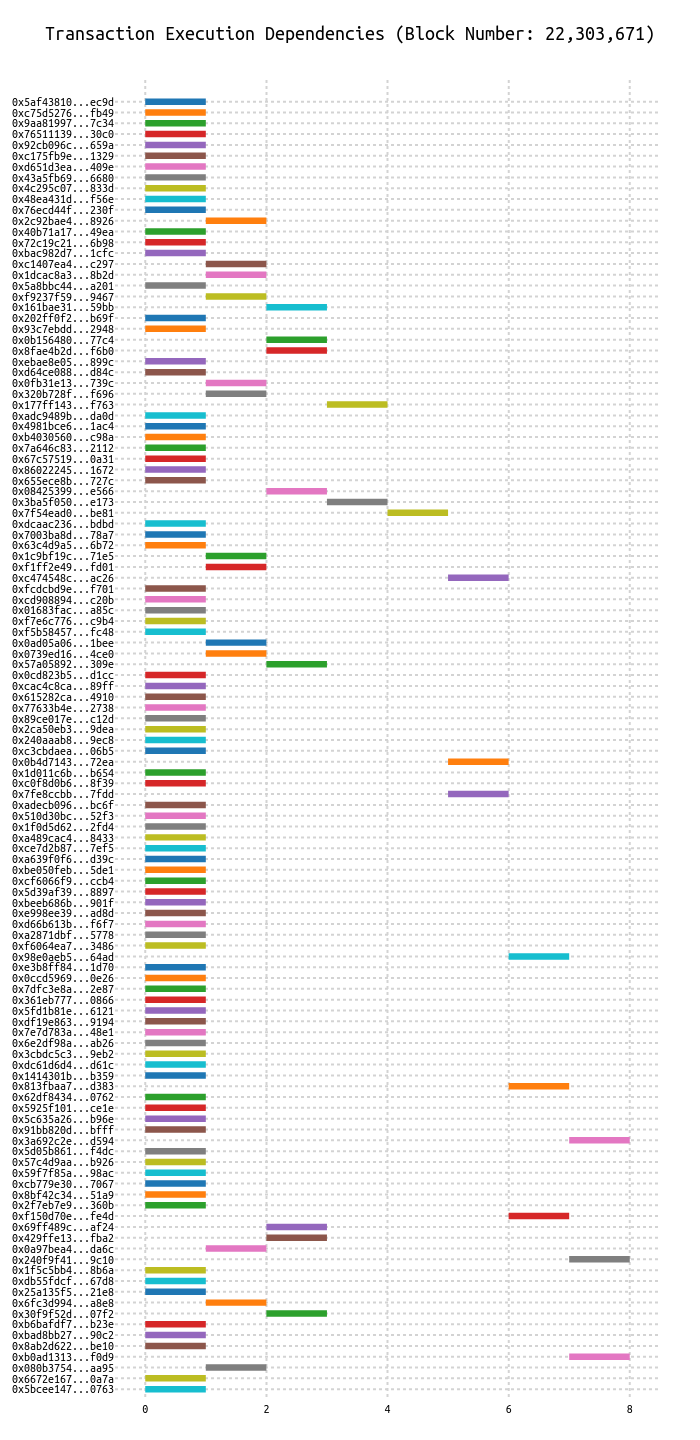 Transaction Execution Dependencies (Block Number: 22,303,671)
0x5af43810...ec9d
0xc75d5276...fb49
0x9aa81997...7c34
0x76511139...30c0
0x92cb096c...659a
0xc175fb9e...1329
0xd651d3ea...409e
0x43a5fb69...6680
0x4c295c07...833d
0x48ea431d...f56e
0x76ecd44f...230f
0x2c92bae4...8926
0x40b71a17...49ea
0x72c19c21...6b98
0xbac982d7...1cfc
0xc1407ea4...c297
0x1dcac8a3...8b2d
0x5a8bbc44...a201
0xf9237f59...9467
0x161bae31...59bb
0x202ff0f2...b69f
0x93c7ebdd...2948
0x0b156480...77c4
0x8fae4b2d...f6b0
0xebae8e05...899c
0xd64ce088...d84c
0x0fb31e13...739c
0x320b728f...f696
0x177ff143...f763
0xadc9489b...da0d
0x4981bce6...1ac4
0xb4030560...c98a
0x7a646c83...2112
0x67c57519...0a31
0x86022245...1672
0x655ece8b...727c
0x08425399...e566
0x3ba5f050...e173
0x7f54ead0...be81
0xdcaac236...bdbd
0x7003ba8d...78a7
0x63c4d9a5...6b72
0x1c9bf19c...71e5
0xf1ff2e49...fd01
0xc474548c...ac26
0xfcdcbd9e...f701
0xcd908894...c20b
0x01683fac...a85c
0xf7e6c776...c9b4
0xf5b58457...fc48
0x0ad05a06...1bee
0x0739ed16...4ce0
0x57a05892...309e
0x0cd823b5...d1cc
0xcac4c8ca...89ff
0x615282ca...4910
0x77633b4e...2738
0x89ce017e...c12d
0x2ca50eb3...9dea
0x240aaab8...9ec8
0xc3cbdaea...06b5
0x0b4d7143...72ea
0x1d011c6b...b654
0xc0f8d0b6...8f39
0x7fe8ccbb...7fdd
0xadecb096...bc6f
0x510d30bc...52f3
0x1f0d5d62...2fd4
0xa489cac4...8433
0xce7d2b87...7ef5
0xa639f0f6...d39c
0xbe050feb...5de1
0xcf6066f9...ccb4
0x5d39af39...8897
0xbeeb686b...901f
0xe998ee39...ad8d
0xd66b613b...f6f7
0xa2871dbf...5778
0xf6064ea7...3486
0x98e0aeb5...64ad
0xe3b8ff84...1d70
0x0ccd5969...0e26
0x7dfc3e8a...2e87
0x361eb777...0866
0x5fd1b81e...6121
0xdf19e863...9194
0x7e7d783a...48e1
0x6e2df98a...ab26
0x3cbdc5c3...9eb2
0xdc61d6d4...d61c
0x1414301b...b359
0x813fbaa7...d383
0x62df8434...0762
0x5925f101...ce1e
0x5c635a26...b96e
0x91bb820d...bfff
0x3a692c2e...d594
0x5d05b861...f4dc
0x57c4d9aa...b926
0x59f7f85a...98ac
0xcb779e30...7067
0x8bf42c34...51a9
0x2f7eb7e9...360b
0xf150d70e...fe4d
0x69ff489c...af24
0x429ffe13...fba2
0x0a97bea4...da6c
0x240f9f41...9c10
0x1f5c5bb4...8b6a
0xdb55fdcf...67d8
0x25a135f5...21e8
0x6fc3d994...a8e8
0x30f9f52d...07f2
0xb6bafdf7...b23e
0xbad8bb27...90c2
0x8ab2d622...be10
0xb0ad1313...f0d9
0x080b3754...aa95
0x6672e167...0a7a
0x5bcee147...0763
0 2 4 6 8